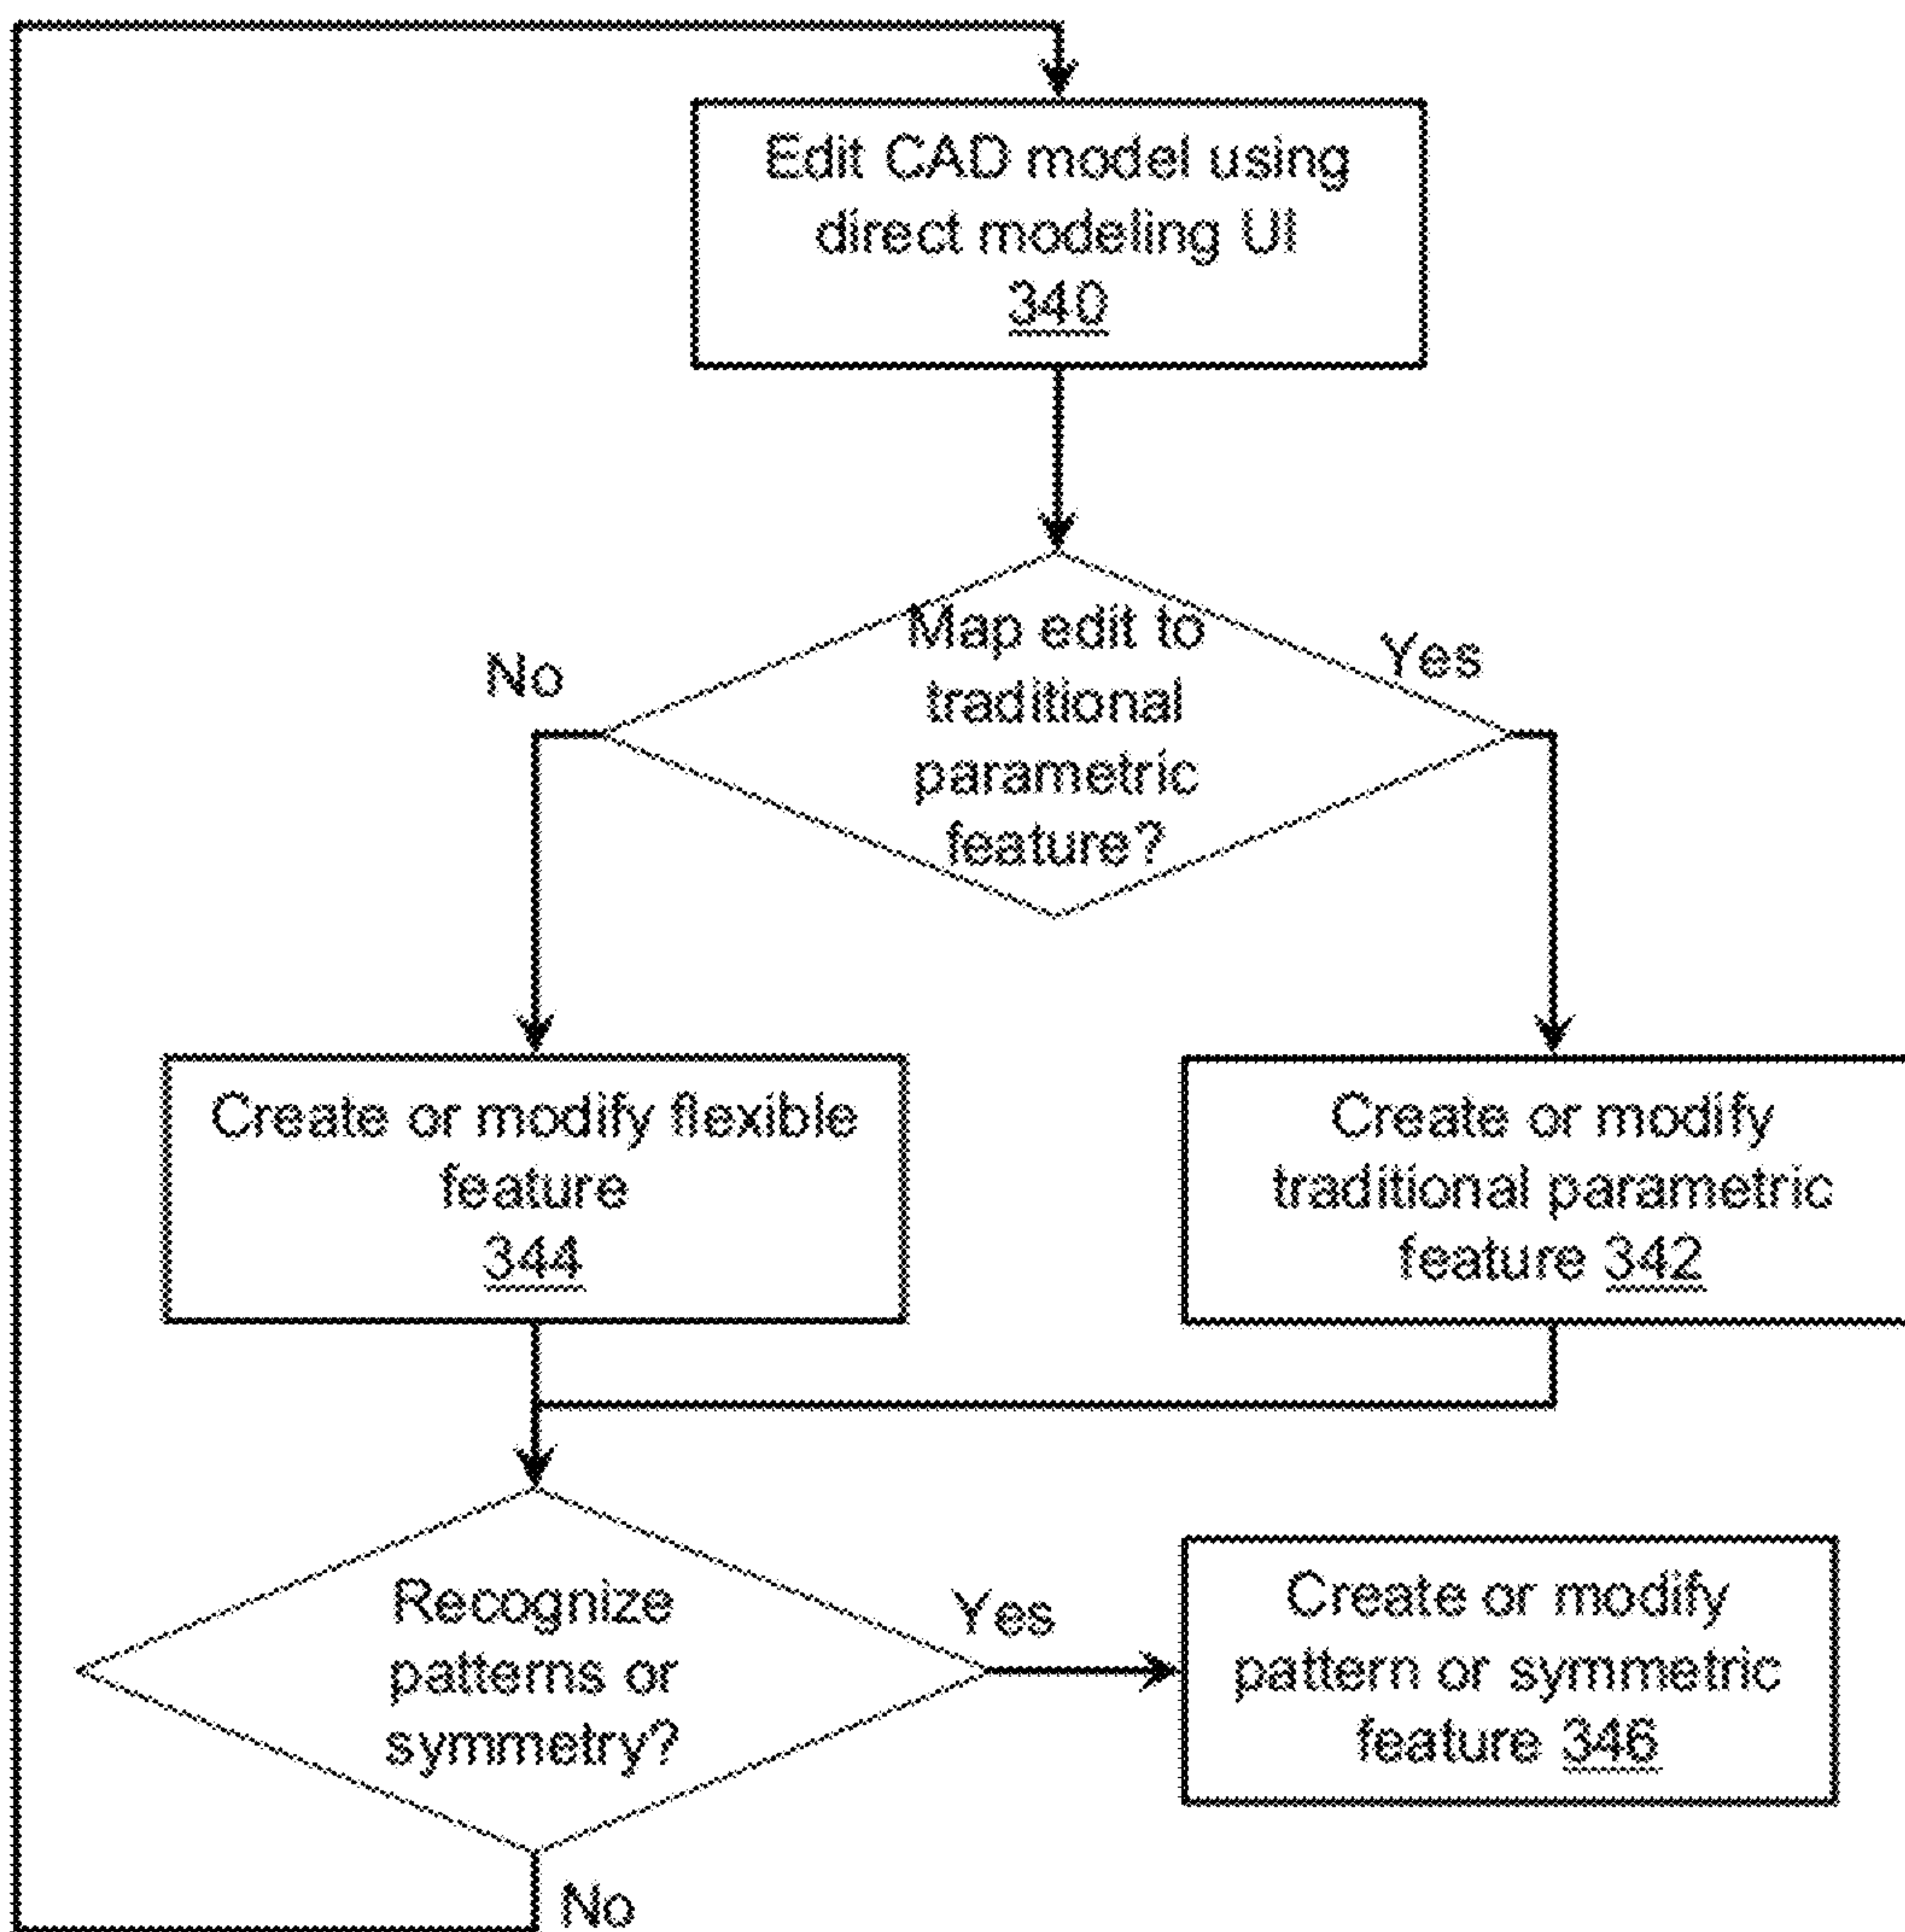 Edit CAD model using
direct modeling UI
340
Map edit to
traditional
parametric
feature?
No
Yes
Create or modify flexible
feature
344
Create or modify
traditional parametric
feature 342
Recognize
patterns or
symmetry?
Yes
No
Create or modify
pattern or symmetric
feature 346